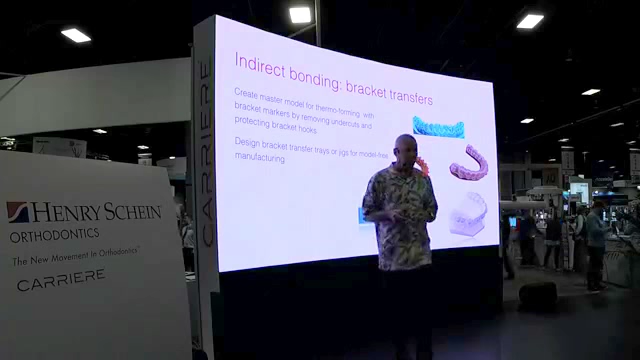 Indirect bonding: bracket transfers
Create master model for thermo-forming with
bracket markers by removing undercuts and
protecting bracket hooks
Design bracket transfer trays or jigs for model-free
manufacturing
CARRIERE
HENRY SCHEIN®
ORTHODONTICS
The New Movement in Orthodontics™
CARRIERE